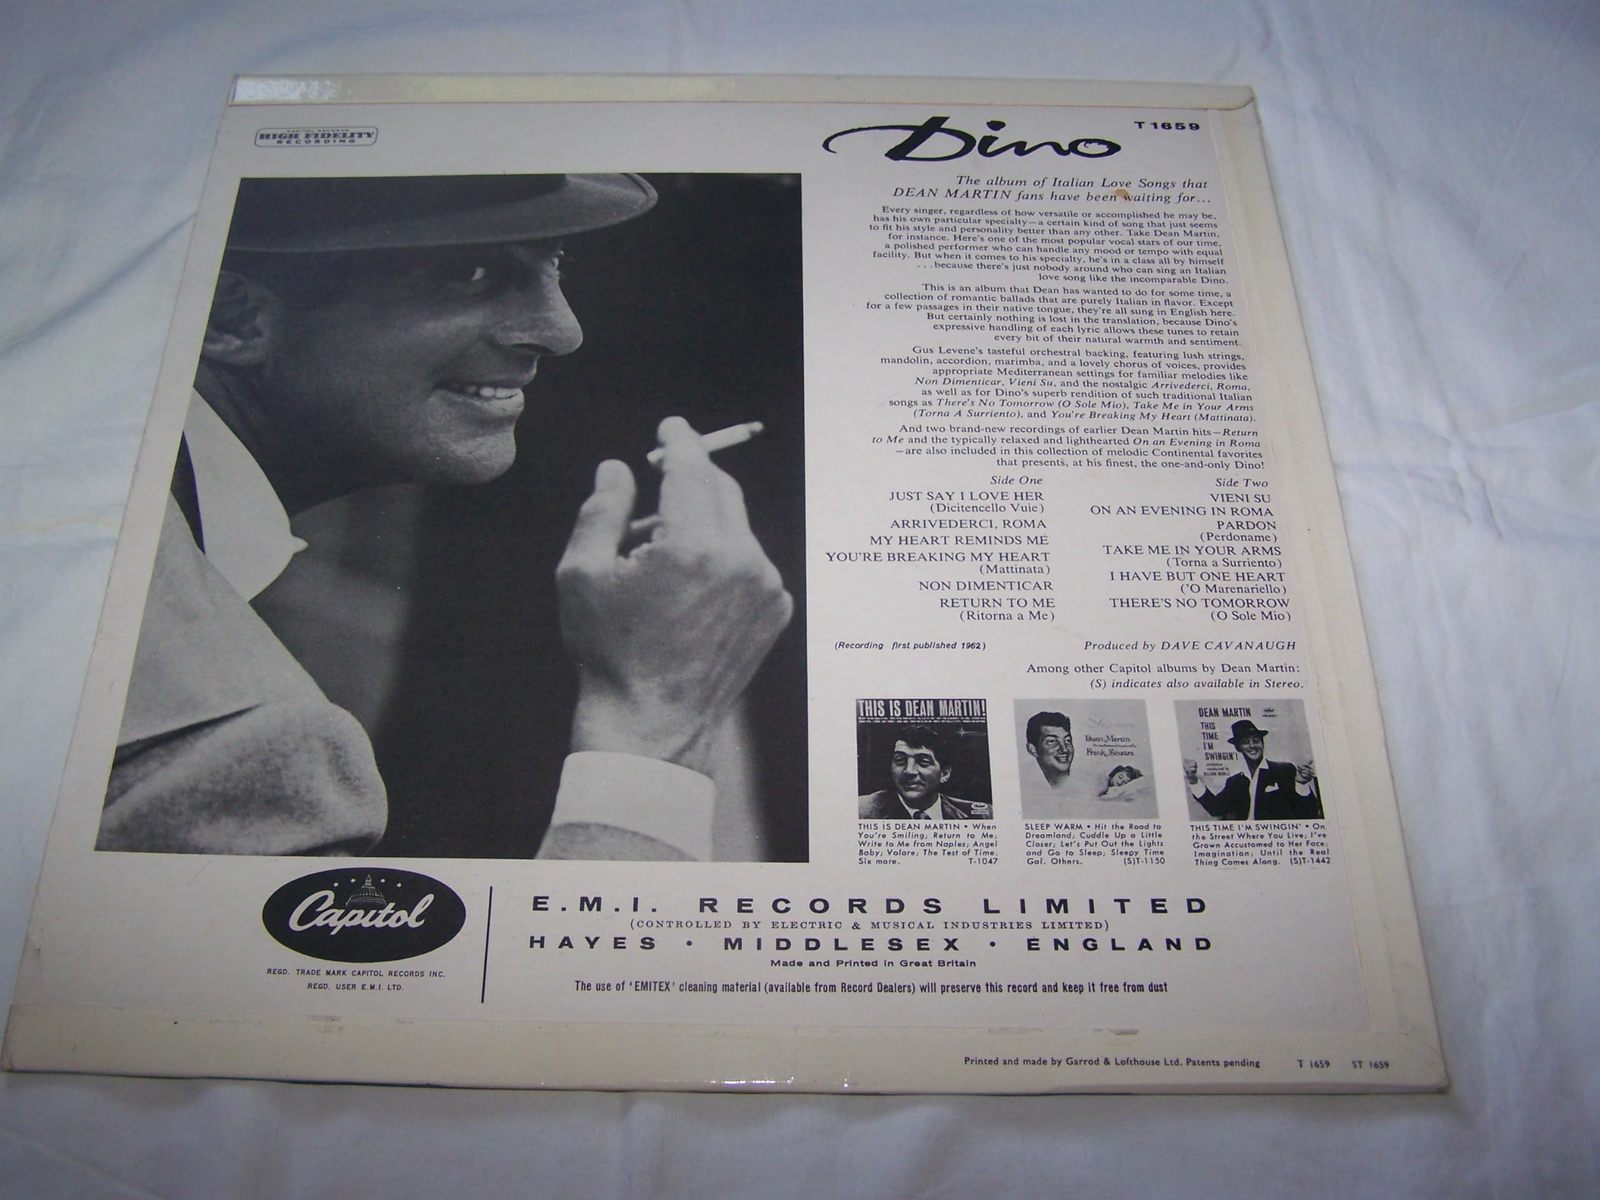 CAPITOL RECORDS
HIGH FIDELITY
RECORDING
Dino
T 1659
The album of Italian Love Songs that
DEAN MARTIN fans have been waiting for...
Every singer, regardless of how versatile or accomplished he may be,
has his own particular specialty—a certain kind of song that just seems
to fit his style and personality better than any other. Take Dean Martin,
for instance. Here's one of the most popular vocal stars of our time,
a polished performer who can handle any mood or tempo with equal
facility. But when it comes to his specialty, he's in a class all by himself
...because there's just nobody around who can sing an Italian
love song like the incomparable Dino.
This is an album that Dean has wanted to do for some time, a
collection of romantic ballads that are purely Italian in flavor. Except
for a few passages in their native tongue, they're all sung in English here.
But certainly nothing is lost in the translation, because Dino's
expressive handling of each lyric allows these tunes to retain
every bit of their natural warmth and sentiment.
Gus Levene's tasteful orchestral backing, featuring lush strings,
mandolin, accordion, marimba, and a lovely chorus of voices, provides
appropriate Mediterranean settings for familiar melodies like
Non Dimenticar, Vieni Su, and the nostalgic Arrivederci, Roma,
as well as for Dino's superb rendition of such traditional Italian
songs as There's No Tomorrow (O Sole Mio), Take Me in Your Arms
(Torna A Surriento), and You're Breaking My Heart (Mattinata).
And two brand-new recordings of earlier Dean Martin hits—Return
to Me and the typically relaxed and lighthearted On an Evening in Roma
—are also included in this collection of melodic Continental favorites
that presents, at his finest, the one-and-only Dino!
Side One
JUST SAY I LOVE HER
(Dicitencello Vuie)
ARRIVEDERCI, ROMA
MY HEART REMINDS ME
YOU'RE BREAKING MY HEART
(Mattinata)
NON DIMENTICAR
RETURN TO ME
(Ritorna a Me)
Side Two
VIENI SU
ON AN EVENING IN ROMA
PARDON
(Perdoname)
TAKE ME IN YOUR ARMS
(Torna a Surriento)
I HAVE BUT ONE HEART
('O Marenariello)
THERE'S NO TOMORROW
(O Sole Mio)
(Recording first published 1962)
Produced by DAVE CAVANAUGH
Among other Capitol albums by Dean Martin:
(S) indicates also available in Stereo.
THIS IS DEAN MARTIN!
THIS IS DEAN MARTIN • When
You're Smiling; Return to Me;
Write to Me from Naples; Angel
Baby; Volare; The Test of Time.
Six more. T-1047
Dean Martin
Frank Sinatra
SLEEP WARM • Hit the Road to
Dreamland; Cuddle Up a Little
Closer; Let's Put Out the Lights
and Go to Sleep; Sleepy Time
Gal. Others. (S)T-1150
DEAN MARTIN
THIS
TIME
I'M
SWINGIN'!
THIS TIME I'M SWINGIN' • On
the Street Where You Live; I've
Grown Accustomed to Her Face;
Imagination; Until the Real
Thing Comes Along. (S)T-1442
Capitol
REGD. TRADE MARK CAPITOL RECORDS INC.
REGD. USER E.M.I. LTD.
E.M.I. RECORDS LIMITED
(CONTROLLED BY ELECTRIC & MUSICAL INDUSTRIES LIMITED)
HAYES • MIDDLESEX • ENGLAND
Made and Printed in Great Britain
The use of 'EMITEX' cleaning material (available from Record Dealers) will preserve this record and keep it free from dust
Printed and made by Garrod & Lofthouse Ltd. Patents pending T 1659 ST 1659